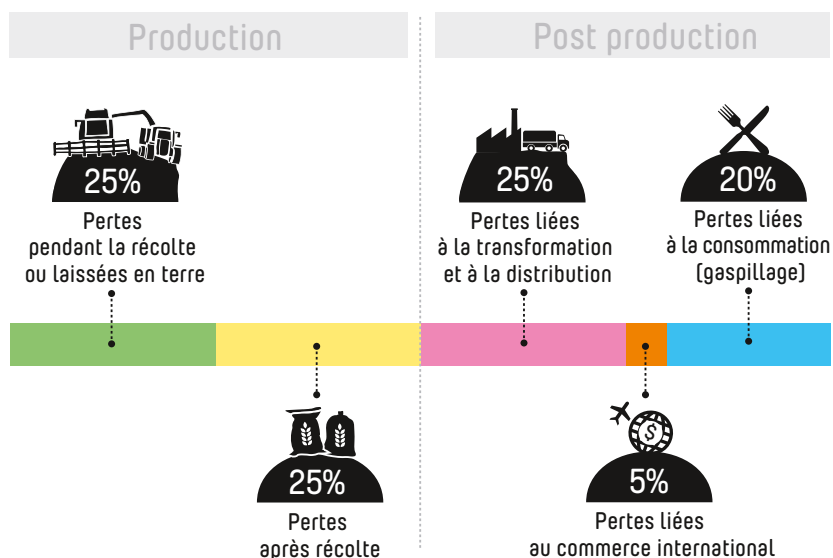 Production
Post production
25%
Pertes
pendant la récolte
ou laissées en terre
25%
Pertes liées
à la transformation
et à la distribution
20%
Pertes liées
à la consommation
(gaspillage)
25%
Pertes
après récolte
$
5%
Pertes liées
au commerce international